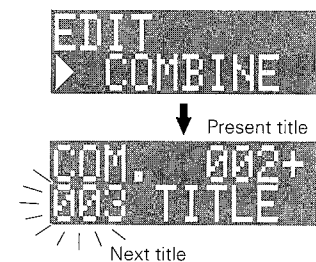 EDIT
▶ COMBINE
Present title
COM. 002+
003 TITLE
Next title